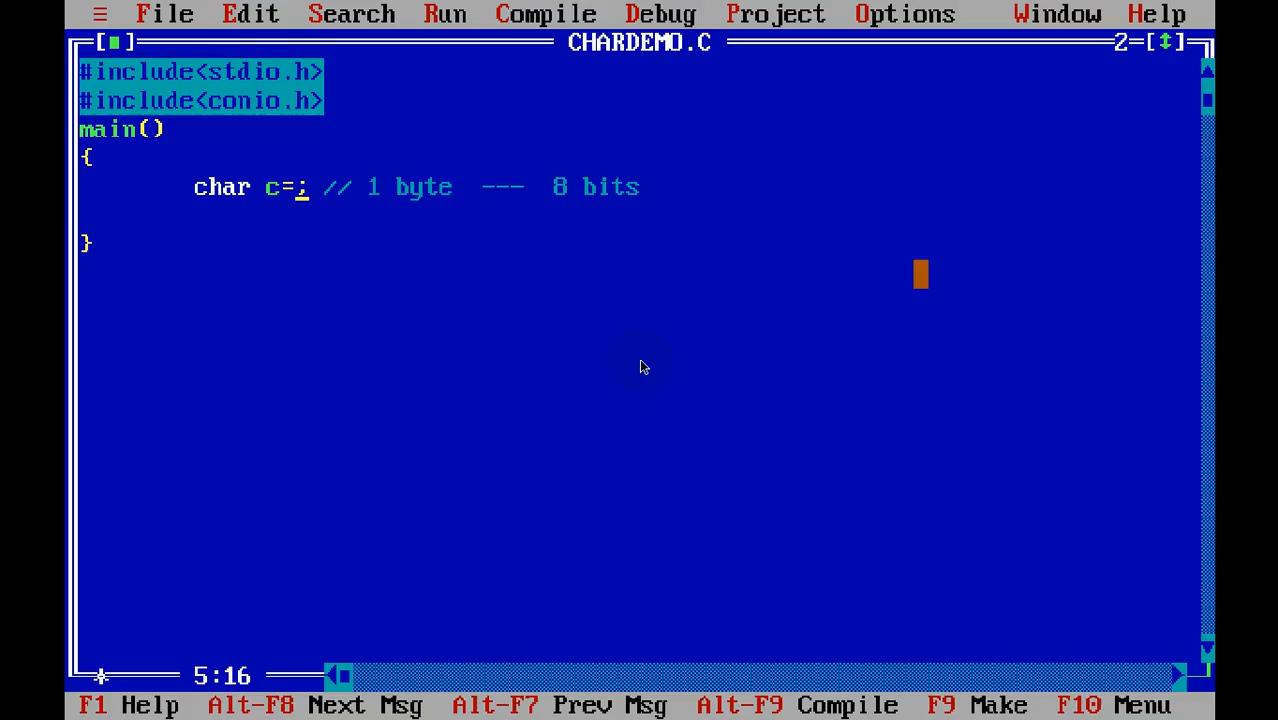 ≡ File Edit Search Run Compile Debug Project Options Window Help
[■] CHARDEMO.C 2=[↕]
#include<stdio.h>
#include<conio.h>
main()
{
char c=; // 1 byte --- 8 bits
}
5:16
F1 Help Alt-F8 Next Msg Alt-F7 Prev Msg Alt-F9 Compile F9 Make F10 Menu